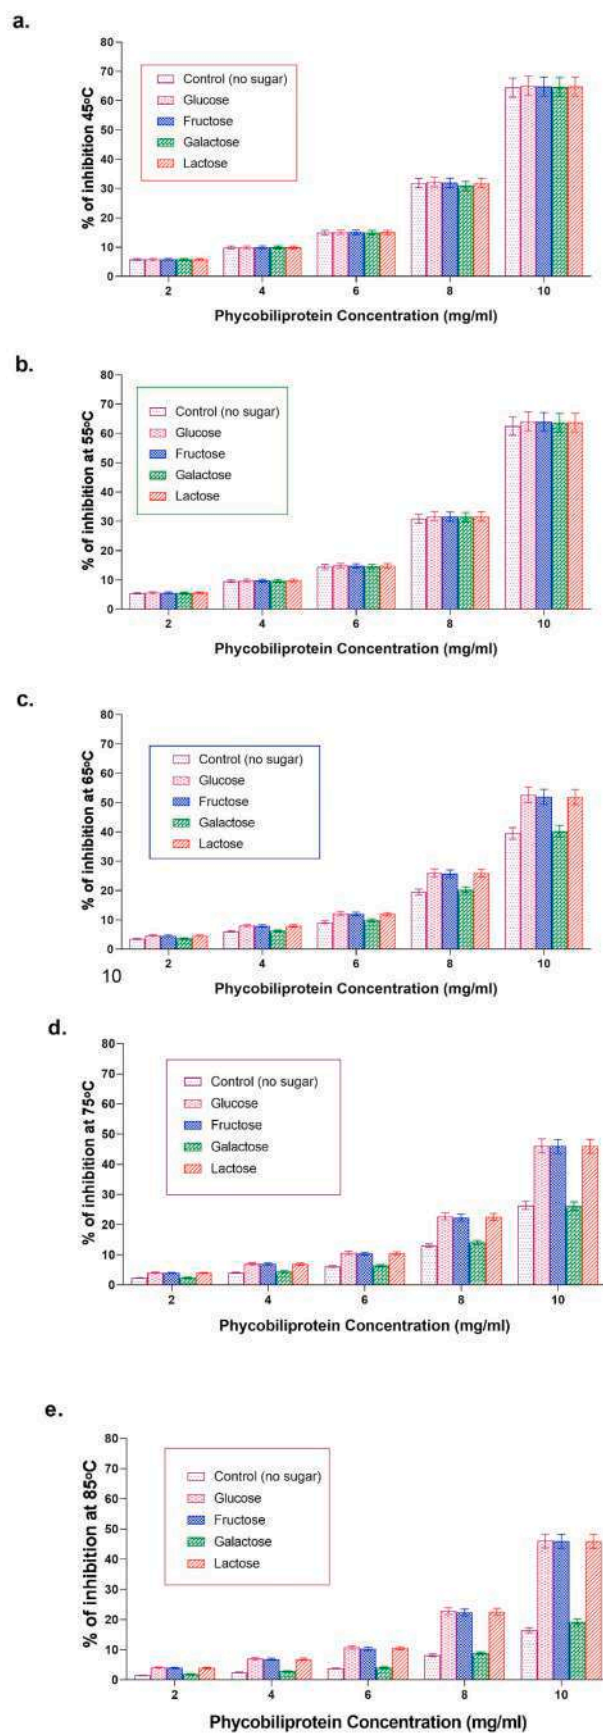 a.
% of inhibition 45ºC
80
70
60
50
40
30
20
10
0
Control (no sugar)
Glucose
Fructose
Galactose
Lactose
2 4 6 8 10
Phycobiliprotein Concentration (mg/ml)
b.
% of inhibition at 55ºC
80
70
60
50
40
30
20
10
0
Control (no sugar)
Glucose
Fructose
Galactose
Lactose
2 4 6 8 10
Phycobiliprotein Concentration (mg/ml)
c.
% of inhibition at 65ºC
80
70
60
50
40
30
20
10
0
Control (no sugar)
Glucose
Fructose
Galactose
Lactose
2 4 6 8 10
10
Phycobiliprotein Concentration (mg/ml)
d.
% of inhibition at 75ºC
80
70
60
50
40
30
20
10
0
Control (no sugar)
Glucose
Fructose
Galactose
Lactose
2 4 6 8 10
Phycobiliprotein Concentration (mg/ml)
e.
% of inhibition at 85ºC
80
70
60
50
40
30
20
10
0
Control (no sugar)
Glucose
Fructose
Galactose
Lactose
2 4 6 8 10
Phycobiliprotein Concentration (mg/ml)